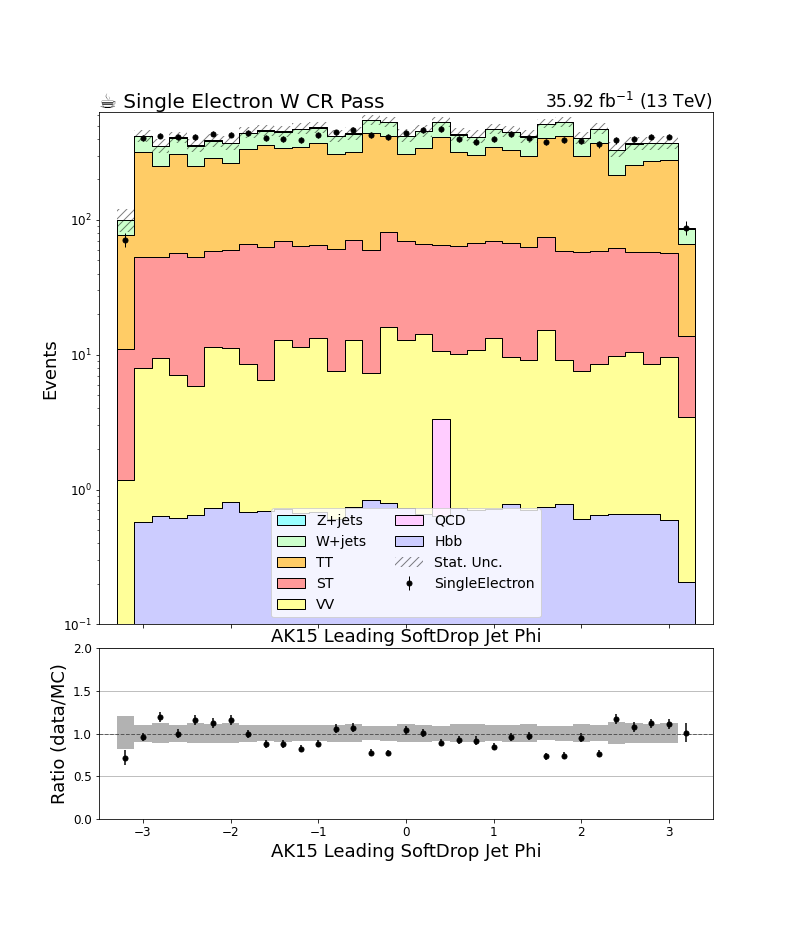 ☕ Single Electron W CR Pass
35.92 fb⁻¹ (13 TeV)
Events
10²
10¹
10⁰
10⁻¹
Z+jets
W+jets
TT
ST
VV
QCD
Hbb
Stat. Unc.
SingleElectron
AK15 Leading SoftDrop Jet Phi
Ratio (data/MC)
2.0
1.5
1.0
0.5
0.0
−3 −2 −1 0 1 2 3
AK15 Leading SoftDrop Jet Phi